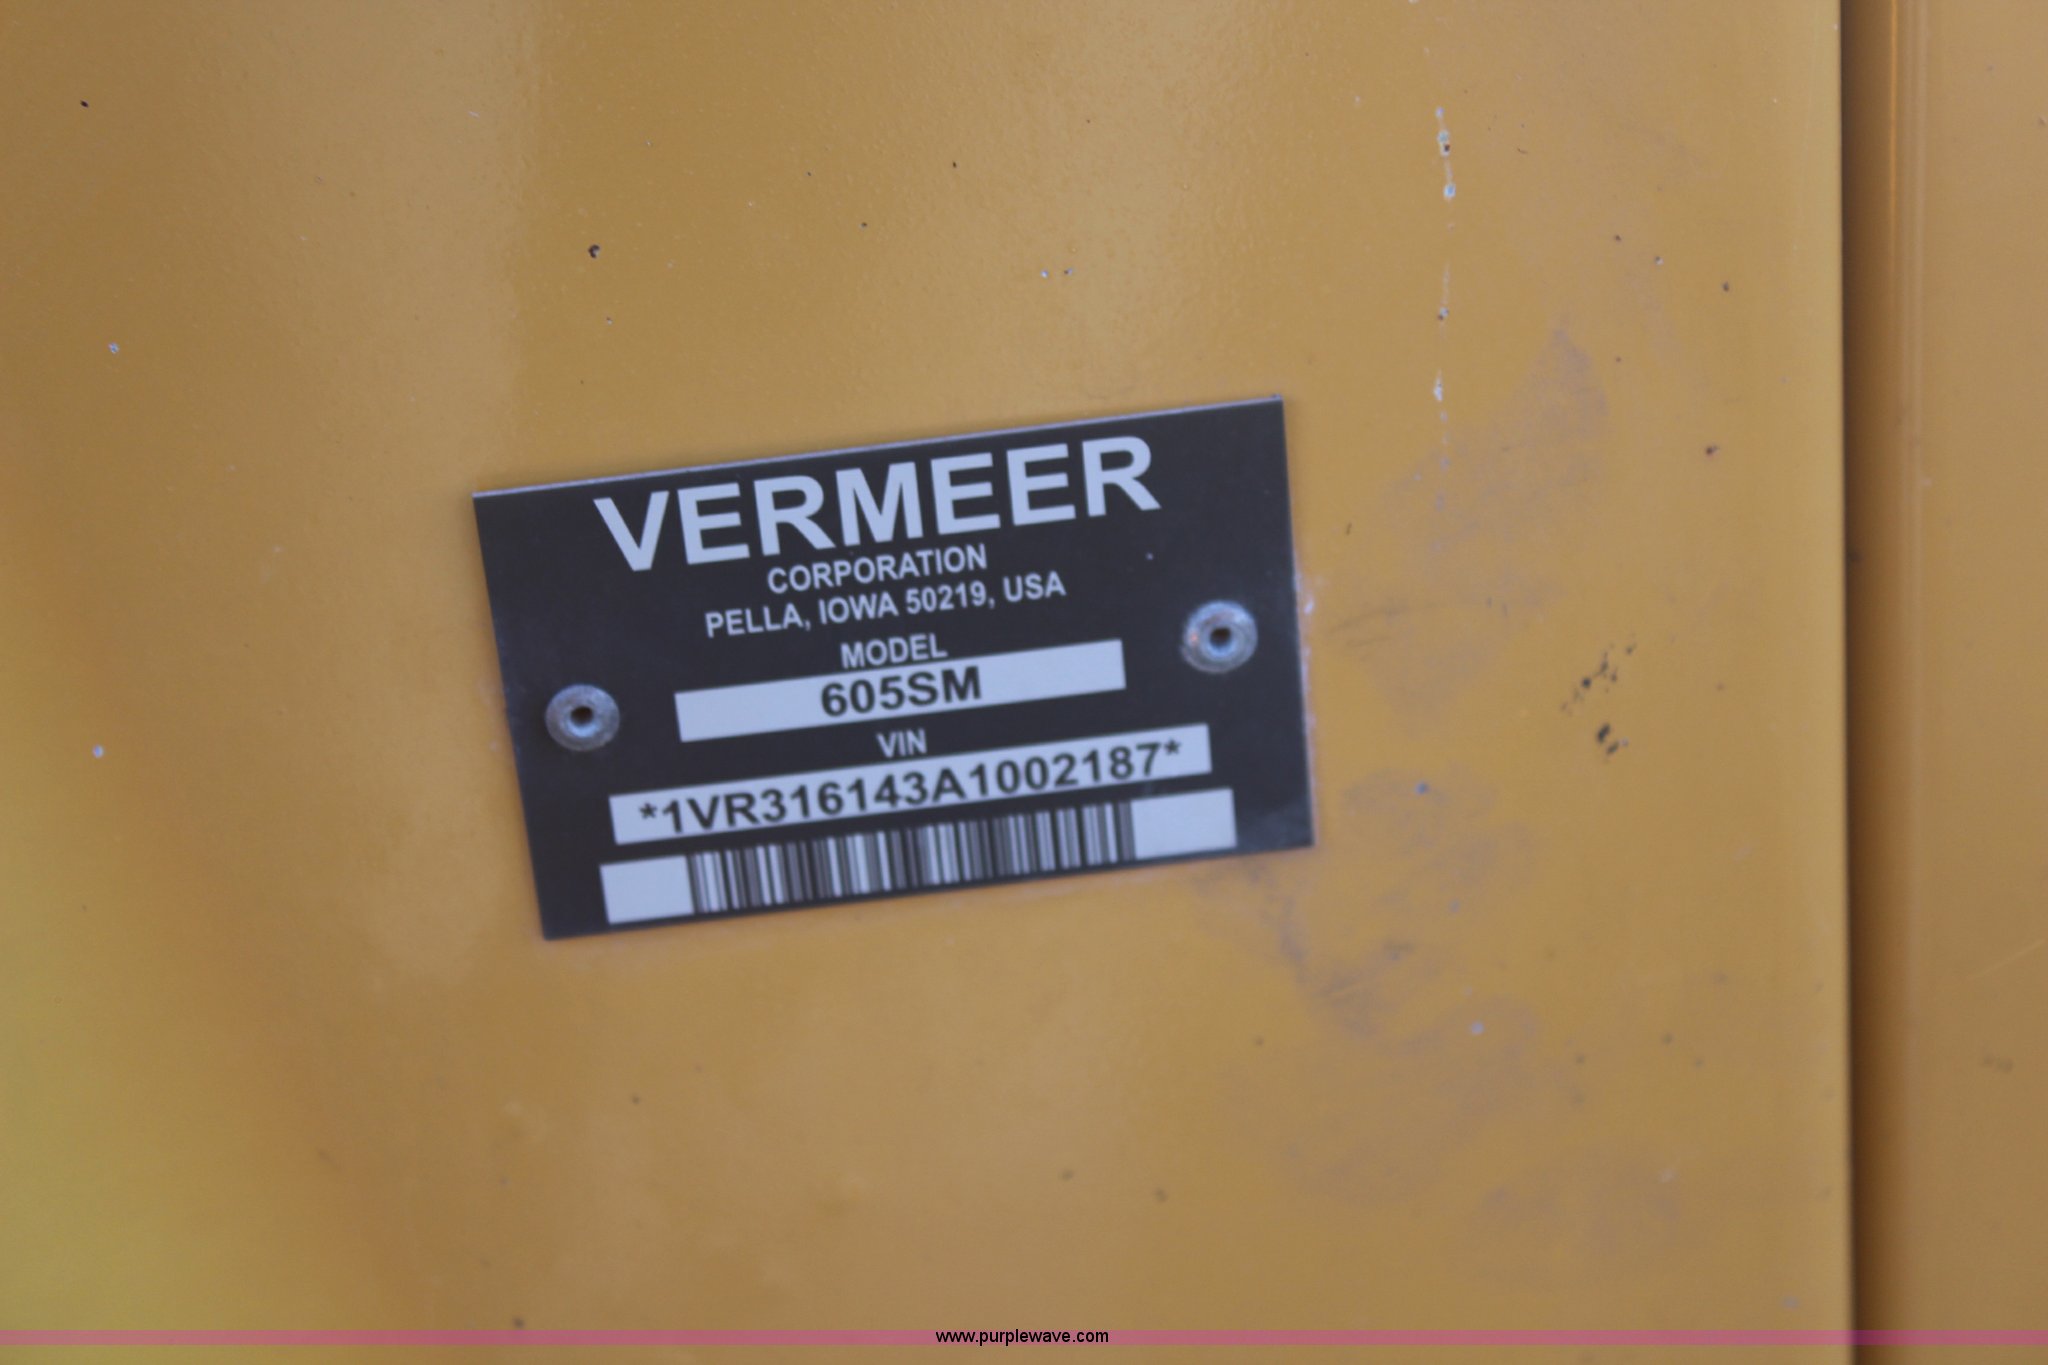 VERMEER
CORPORATION
PELLA, IOWA 50219, USA
MODEL
605SM
VIN
*1VR316143A1002187*
www.purplewave.com